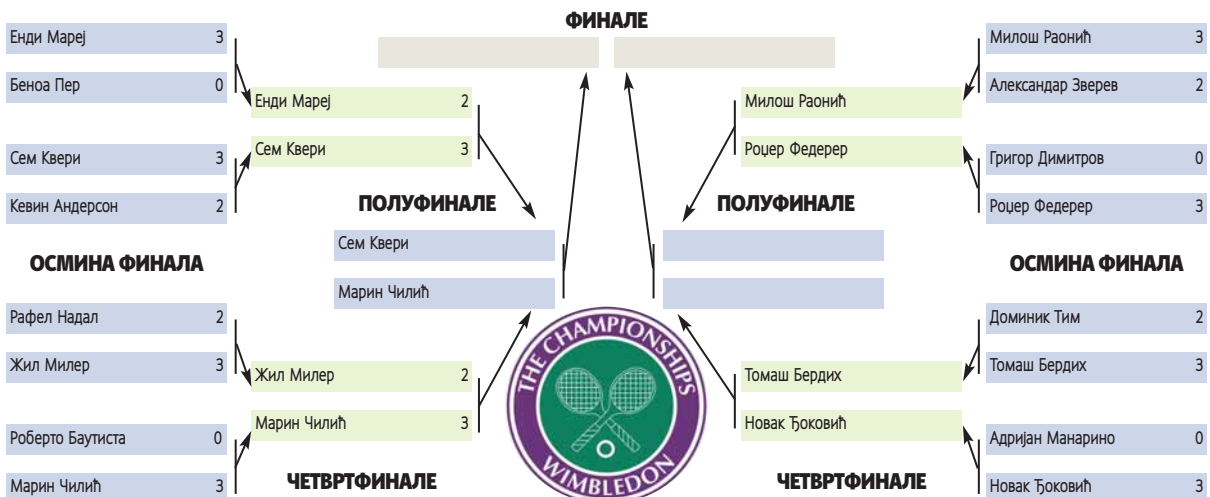 ФИНАЛЕ
Енди Мареј 3
Беноа Пер 0
СемКвери 3
Кевин Андерсон 2
Енди Мареј 2
Сем Квери 3
ОСМИНА ФИНАЛА
Рафел Надал 2
Жил Милер 3
Роберто Баутиста 0
Марин Чилић 3
Жил Милер 2
Марин Чилић 3
ЧЕТВРТФИНАЛЕ
ПОЛУФИНАЛЕ
Сем Квери
Марин Чилић
THE CHAMPIONSHIPS
WIMBLEDON
ПОЛУФИНАЛЕ
Милош Раонић
Роџер Федерер
Томаш Бердих
Новак Ђоковић
ЧЕТВРТФИНАЛЕ
Милош Раонић 3
Александар Зверев 2
Григор Димитров 0
Роџер Федерер 3
ОСМИНА ФИНАЛА
Доминик Тим 2
Томаш Бердих 3
Адријан Манарино 0
Новак Ђоковић 3